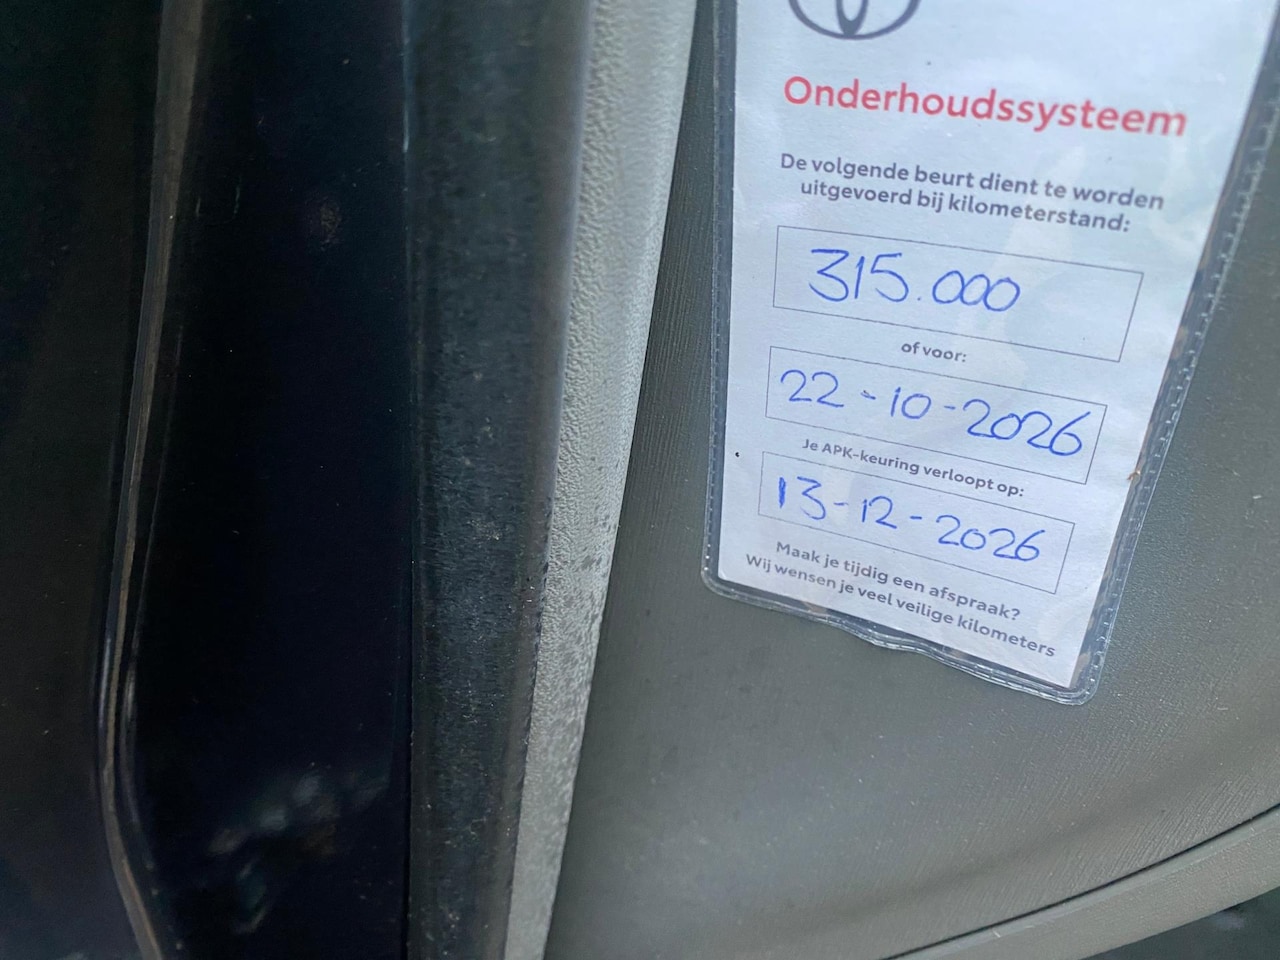 Onderhoudssysteem
De volgende beurt dient te worden
uitgevoerd bij kilometerstand:
315.000
of voor:
22-10-2026
Je APK-keuring verloopt op:
13-12-2026
Maak je tijdig een afspraak?
Wij wensen je veel veilige kilometers